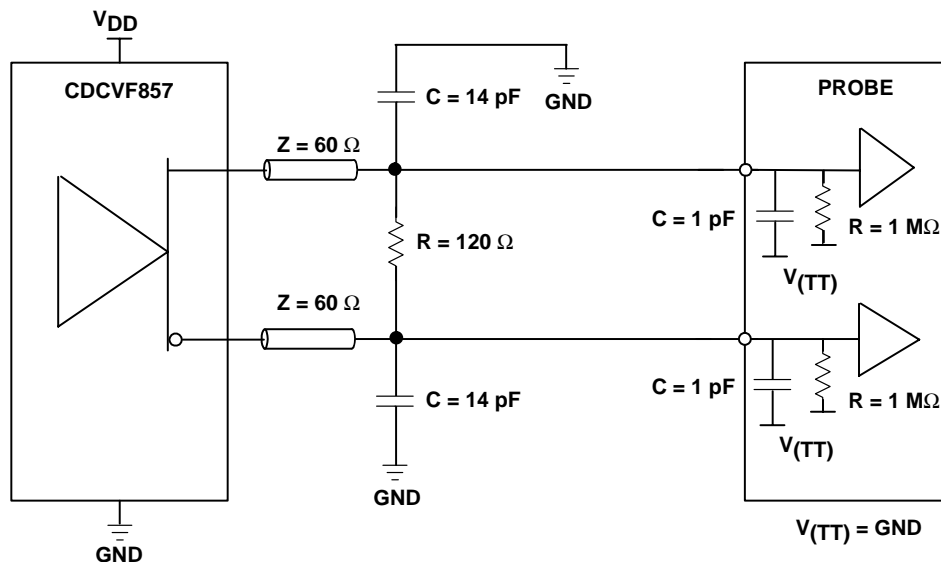 VDD
CDCVF857
C = 14 pF
GND
PROBE
Z = 60 Ω
C = 1 pF
R = 1 MΩ
R = 120 Ω
V(TT)
Z = 60 Ω
C = 14 pF
C = 1 pF
R = 1 MΩ
V(TT)
GND
GND
V(TT) = GND